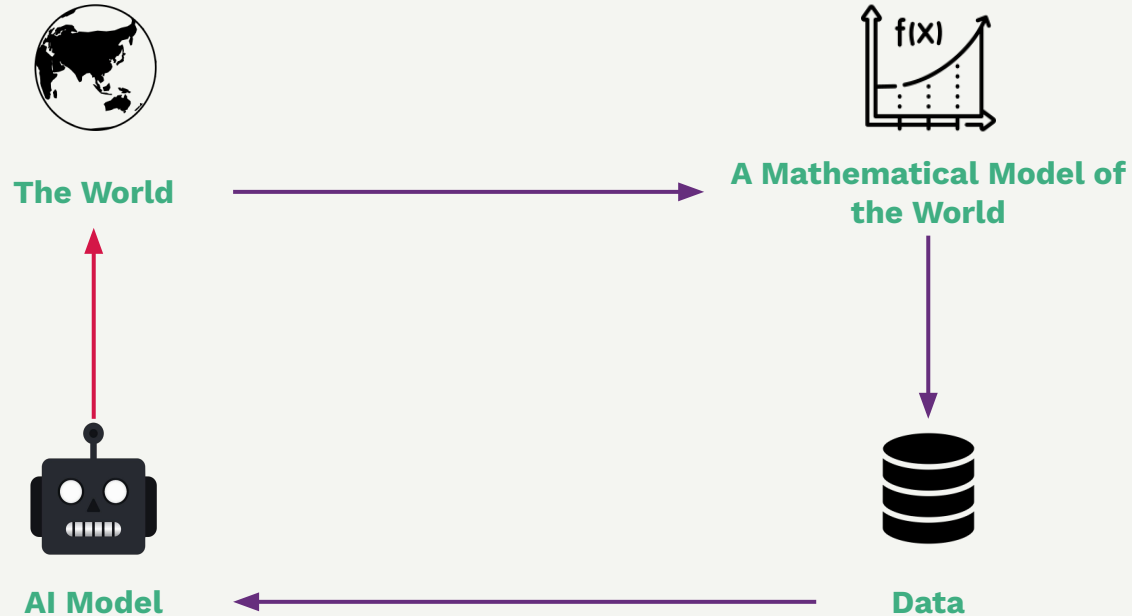 f(x)
The World
A Mathematical Model of
the World
AI Model
Data